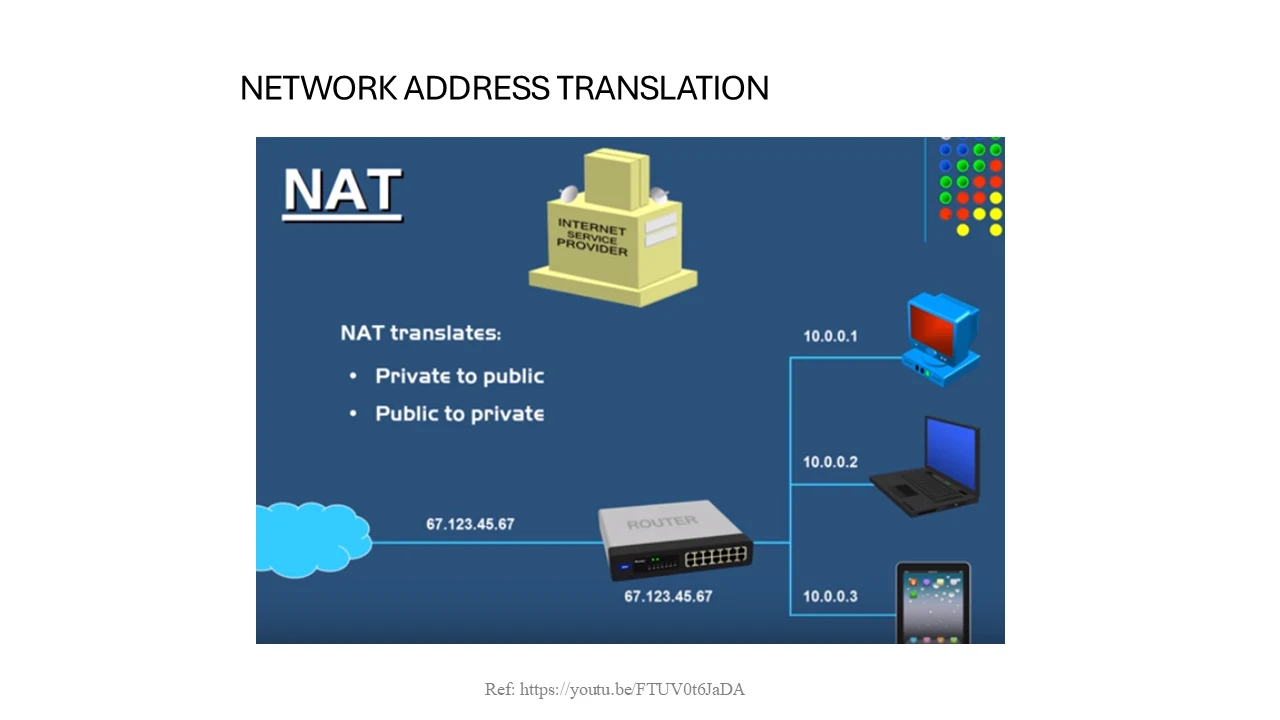 NETWORK ADDRESS TRANSLATION
NAT
INTERNET
SERVICE
PROVIDER
NAT translates:
• Private to public
• Public to private
10.0.0.1
10.0.0.2
67.123.45.67
ROUTER
67.123.45.67
10.0.0.3
Ref: https://youtu.be/FTUV0t6JaDA